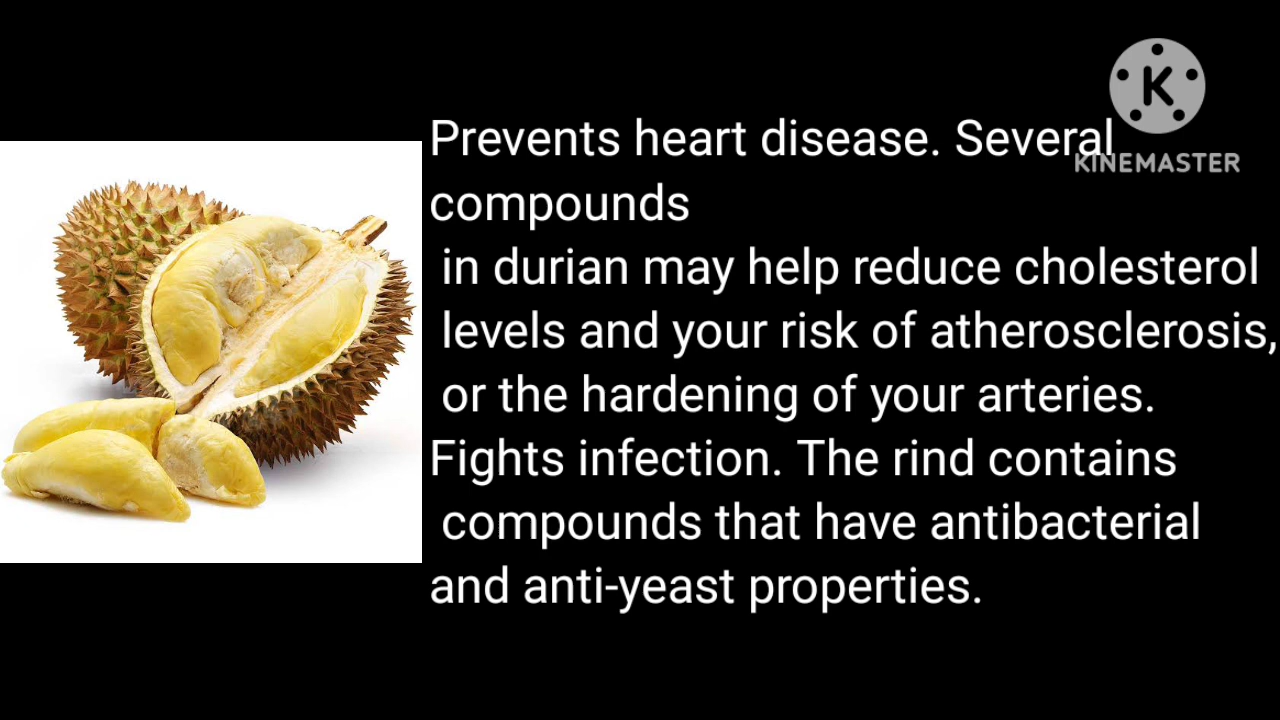 Prevents heart disease. Several
compounds
in durian may help reduce cholesterol
levels and your risk of atherosclerosis,
or the hardening of your arteries.
Fights infection. The rind contains
compounds that have antibacterial
and anti-yeast properties.
K
KINEMASTER